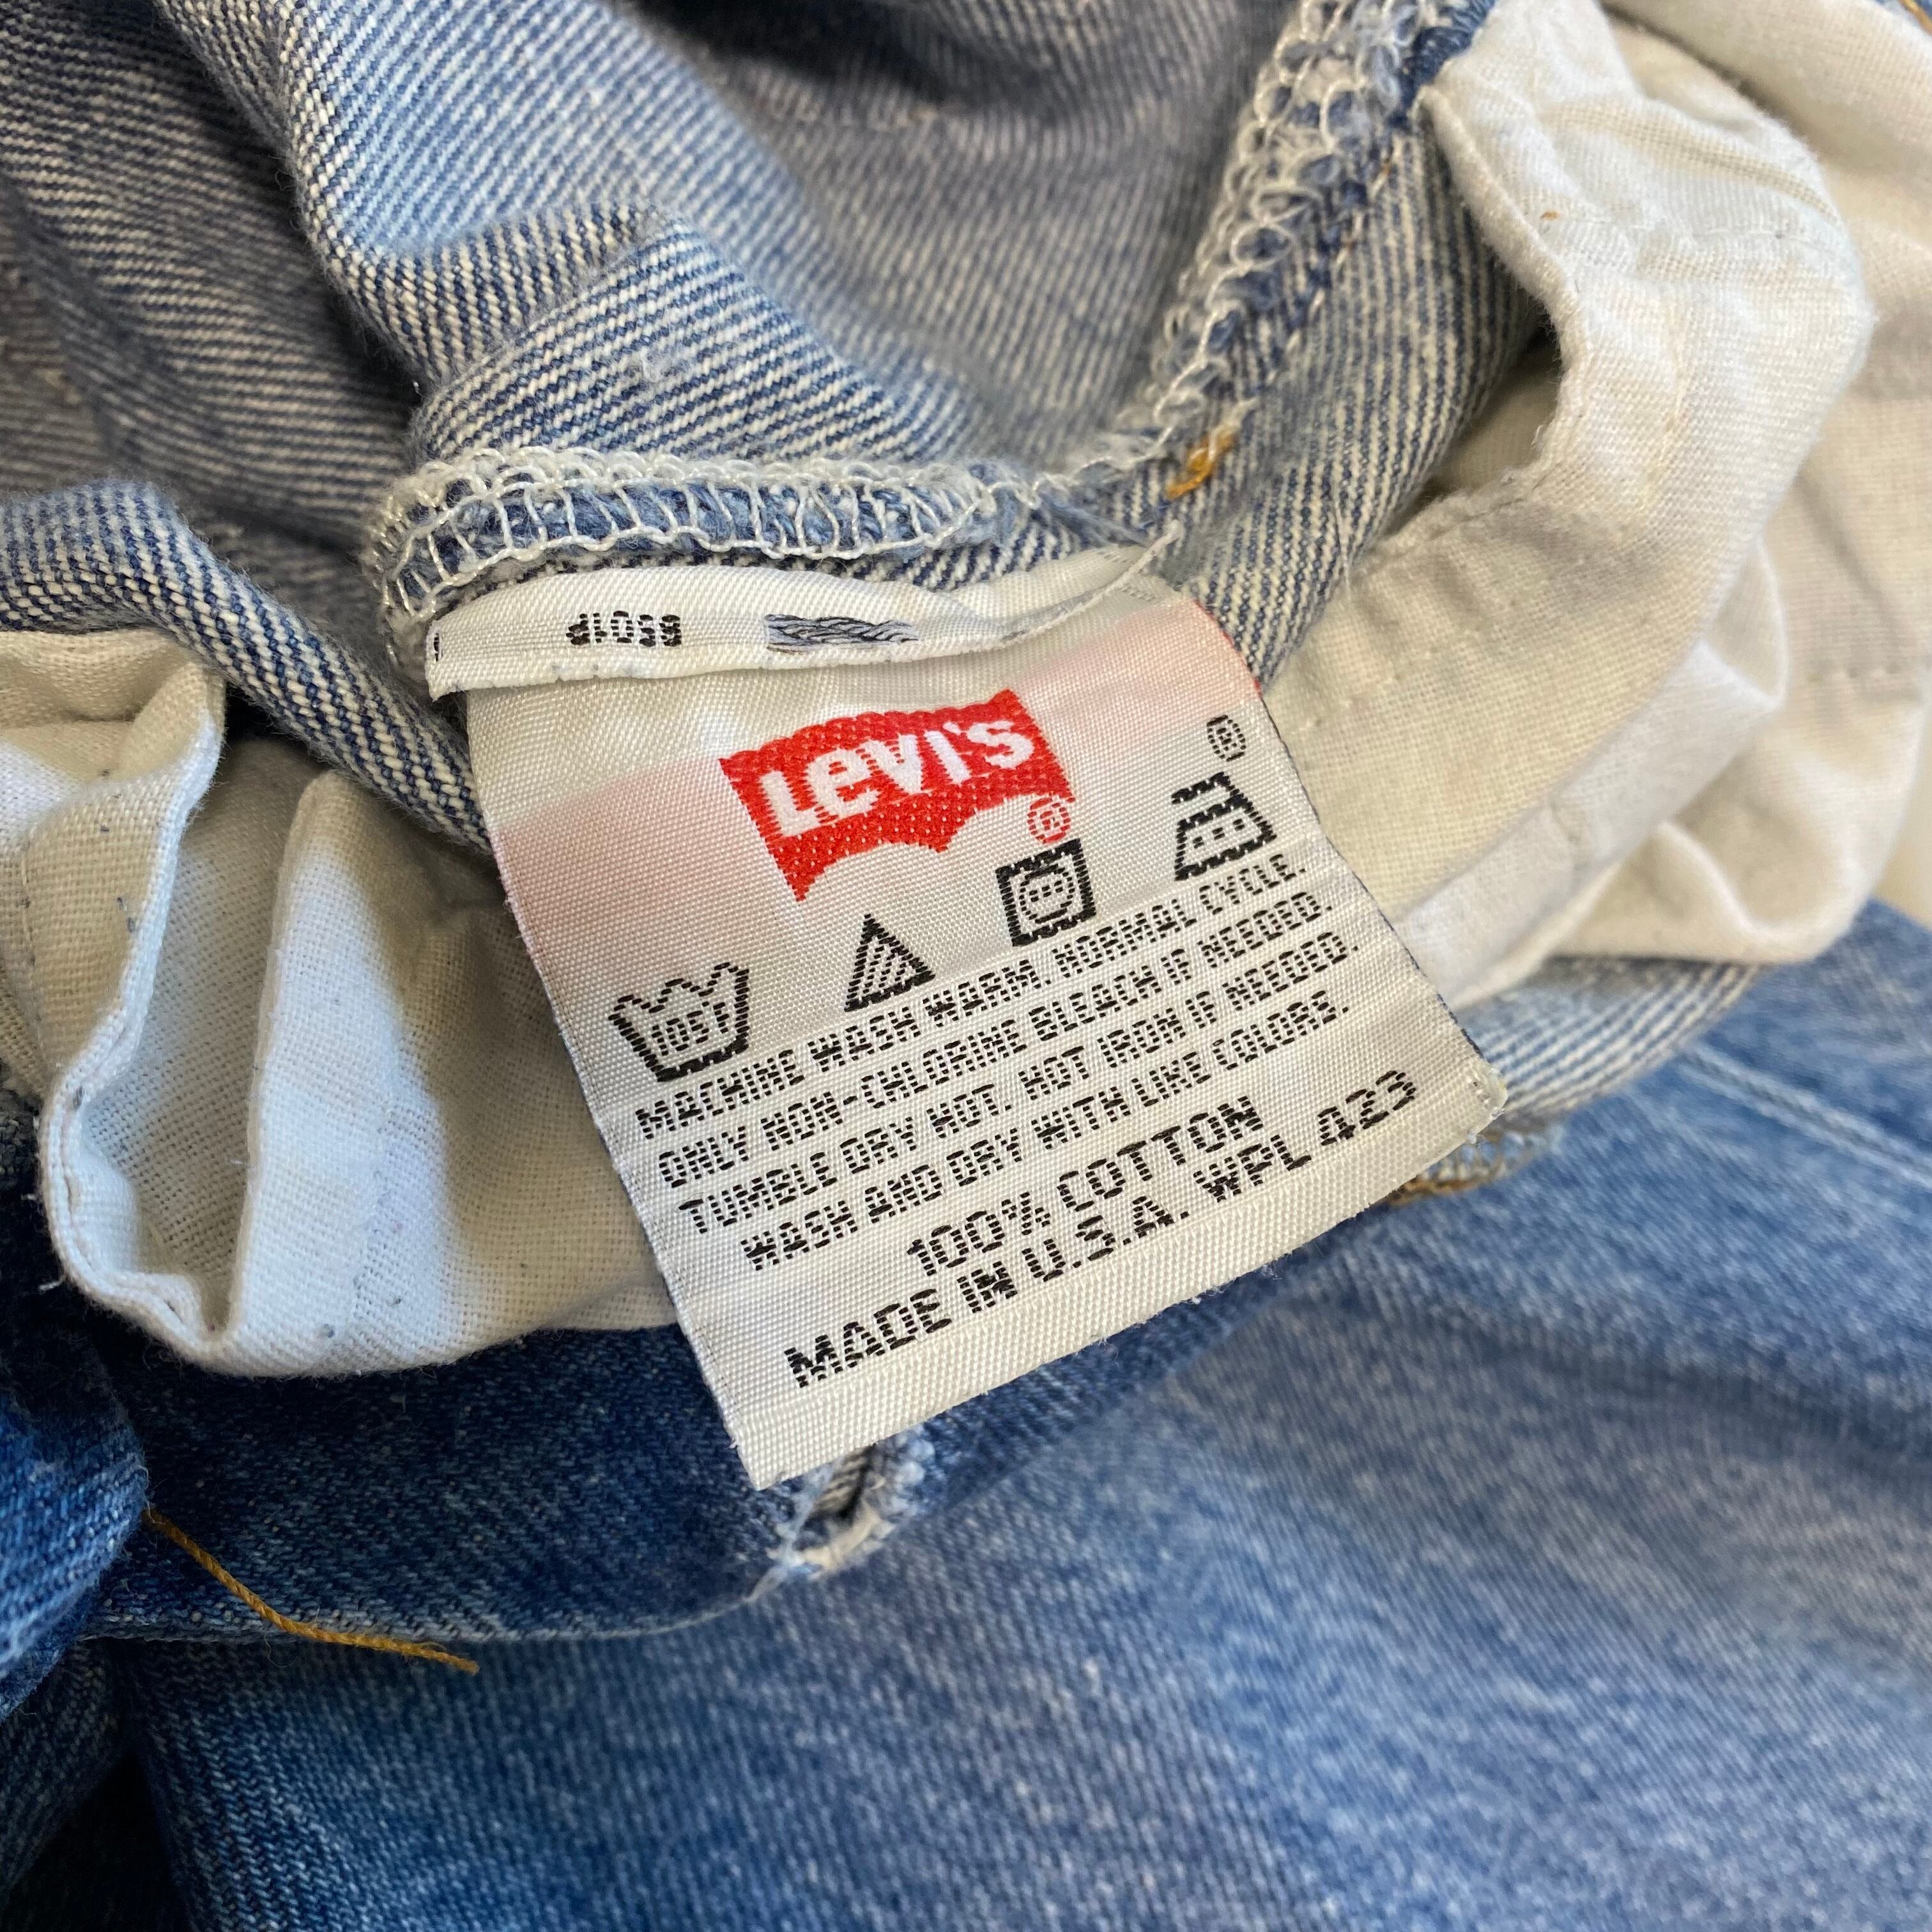 LEVI'S
®
®
105F
MACHINE WASH WARM. NORMAL CYCLE.
ONLY NON-CHLORINE BLEACH IF NEEDED.
TUMBLE DRY HOT. HOT IRON IF NEEDED.
WASH AND DRY WITH LIKE COLORS.
100% COTTON
MADE IN U.S.A. WPL 423